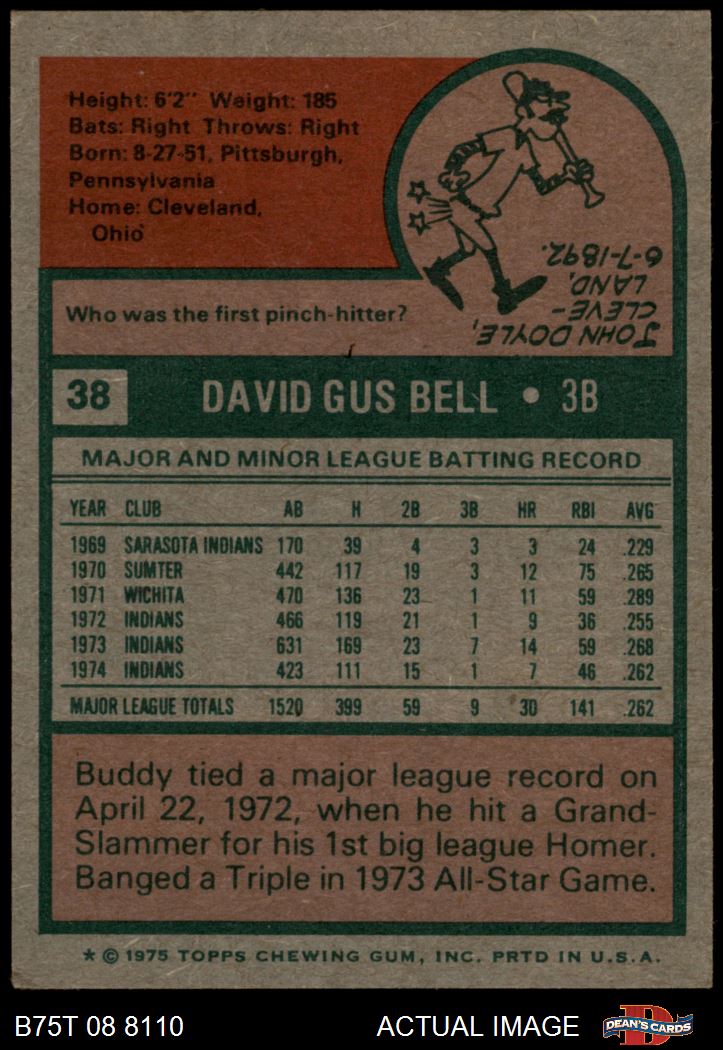 Height: 6'2" Weight: 185
Bats: Right Throws: Right
Born: 8-27-51, Pittsburgh,
Pennsylvania
Home: Cleveland,
Ohio
Who was the first pinch-hitter?
JOHN DOYLE,
CLEVE-
LAND,
6-7-1892.
38 DAVID GUS BELL • 3B
MAJOR AND MINOR LEAGUE BATTING RECORD
YEAR CLUB AB H 2B 3B HR RBI AVG
1969 SARASOTA INDIANS 170 39 4 3 3 24 .229
1970 SUMTER 442 117 19 3 12 75 .265
1971 WICHITA 470 136 23 1 11 59 .289
1972 INDIANS 466 119 21 1 9 36 .255
1973 INDIANS 631 169 23 7 14 59 .268
1974 INDIANS 423 111 15 1 7 46 .262
MAJOR LEAGUE TOTALS 1520 399 59 9 30 141 .262
Buddy tied a major league record on
April 22, 1972, when he hit a Grand-
Slammer for his 1st big league Homer.
Banged a Triple in 1973 All-Star Game.
* © 1975 TOPPS CHEWING GUM, INC. PRTD IN U.S.A.
B75T 08 8110 ACTUAL IMAGE DEAN'S CARDS